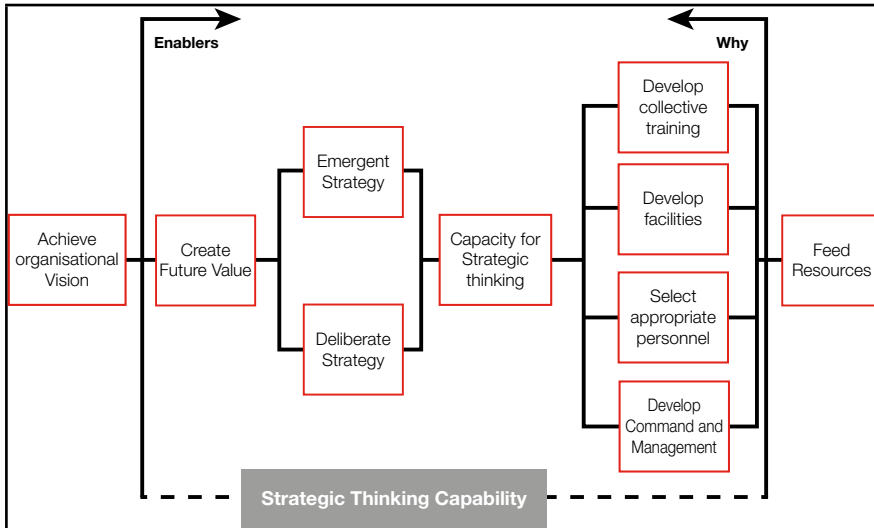 Enablers
Why
Achieve
organisational
Vision
Create
Future Value
Emergent
Strategy
Deliberate
Strategy
Capacity for
Strategic
thinking
Develop
collective
training
Develop
facilities
Select
appropriate
personnel
Develop
Command and
Management
Feed
Resources
Strategic Thinking Capability